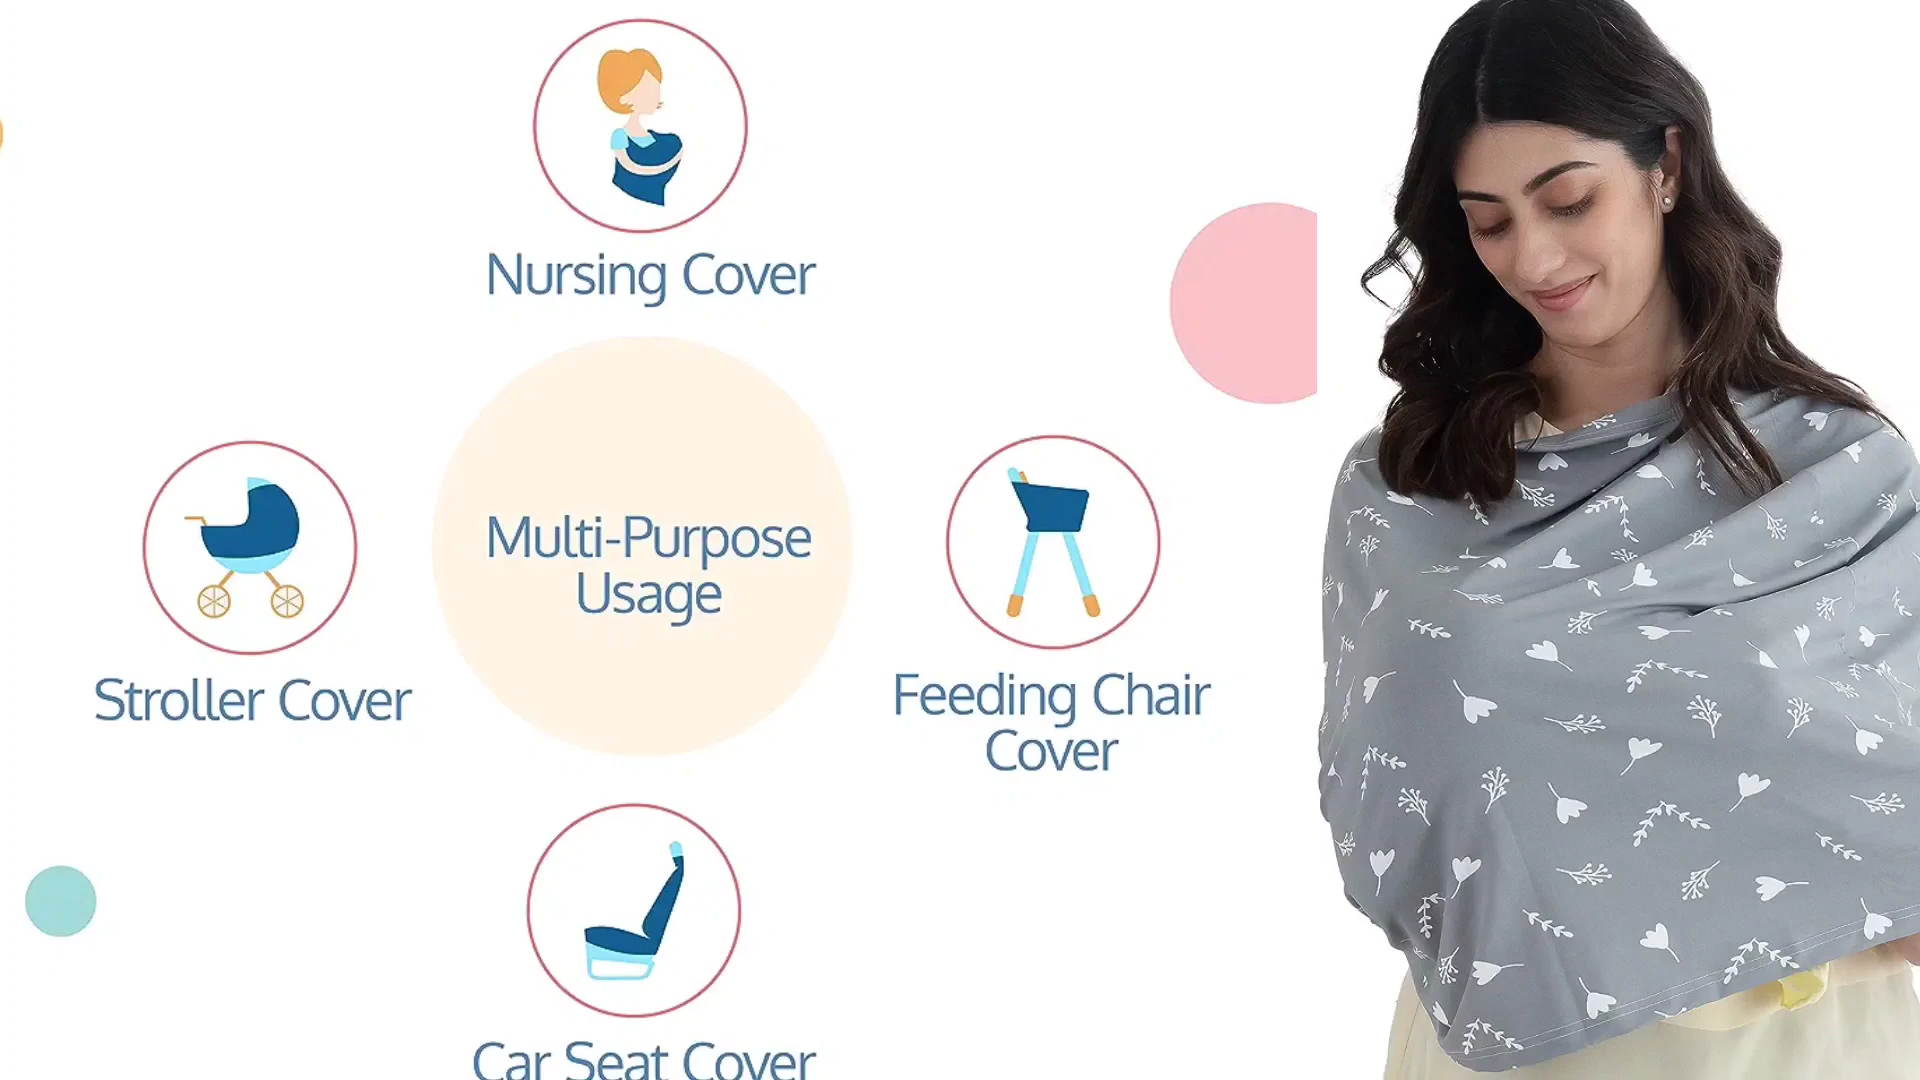 Nursing Cover
Multi-Purpose
Usage
Stroller Cover
Feeding Chair
Cover
Car Seat Cover